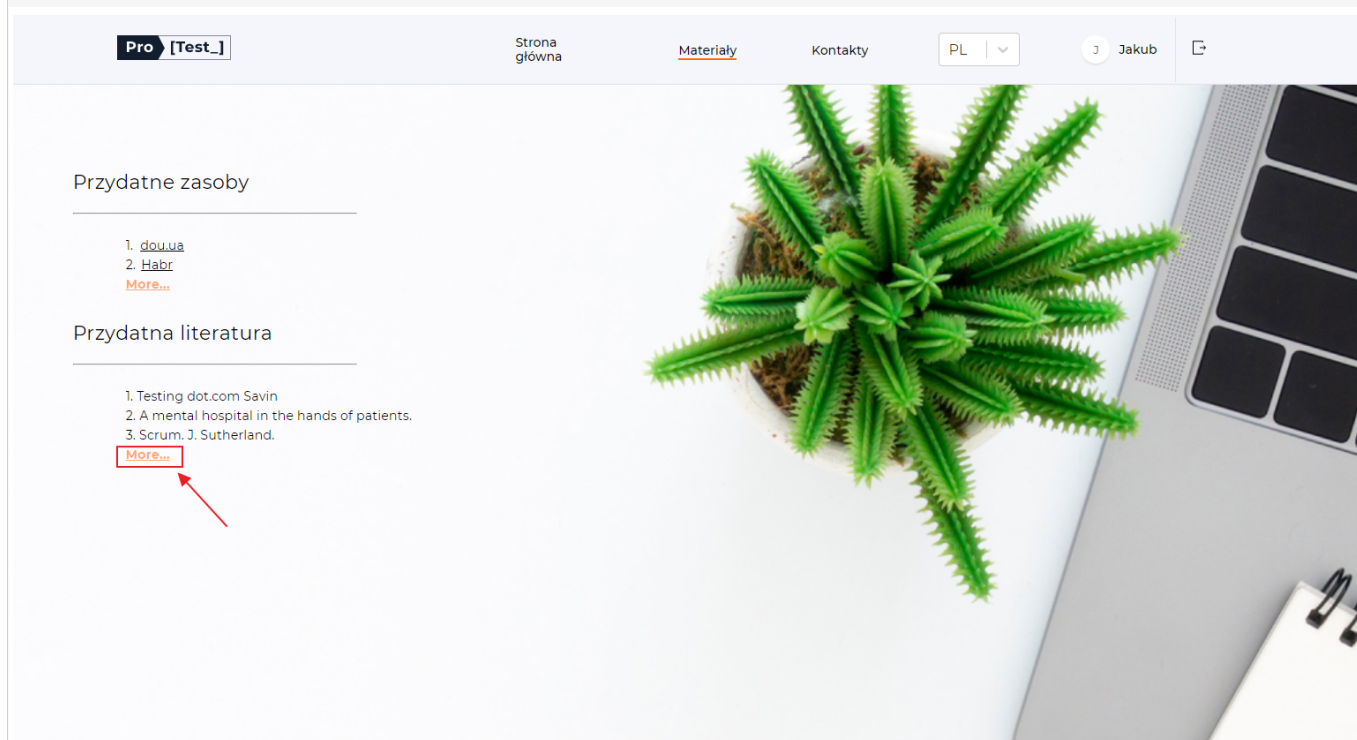 Pro [Test_]
Strona
główna
Materiały
Kontakty
PL
J
Jakub
Przydatne zasoby
1. dou.ua
2. Habr
More...
Przydatna literatura
1. Testing dot.com Savin
2. A mental hospital in the hands of patients.
3. Scrum. J. Sutherland.
More...